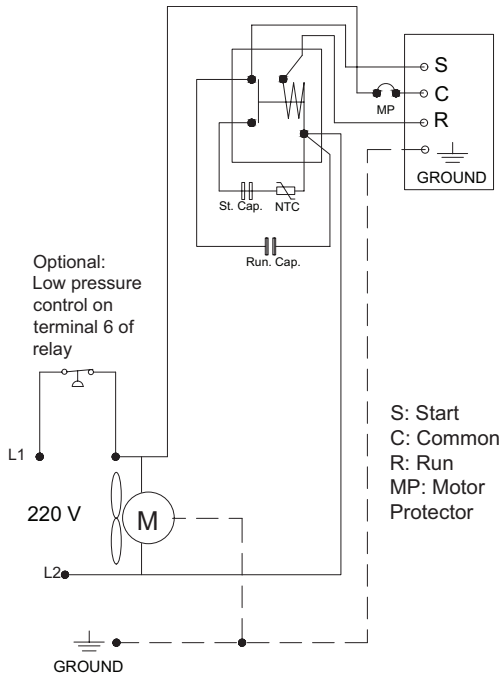 S
C
MP
R
GROUND
St. Cap.
NTC
Run. Cap.
Optional:
Low pressure
control on
terminal 6 of
relay
L1
S: Start
C: Common
R: Run
MP: Motor
Protector
220 V
M
L2
GROUND